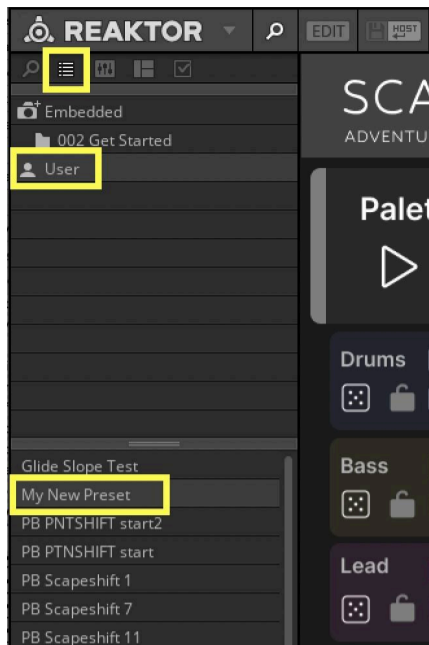 REAKTOR
EDIT
HOST
Embedded
002 Get Started
User
Glide Slope Test
My New Preset
PB PNTSHIFT start2
PB PTNSHIFT start
PB Scapeshift 1
PB Scapeshift 7
PB Scapeshift 11
SCA
ADVENTU
Palet
Drums
Bass
Lead